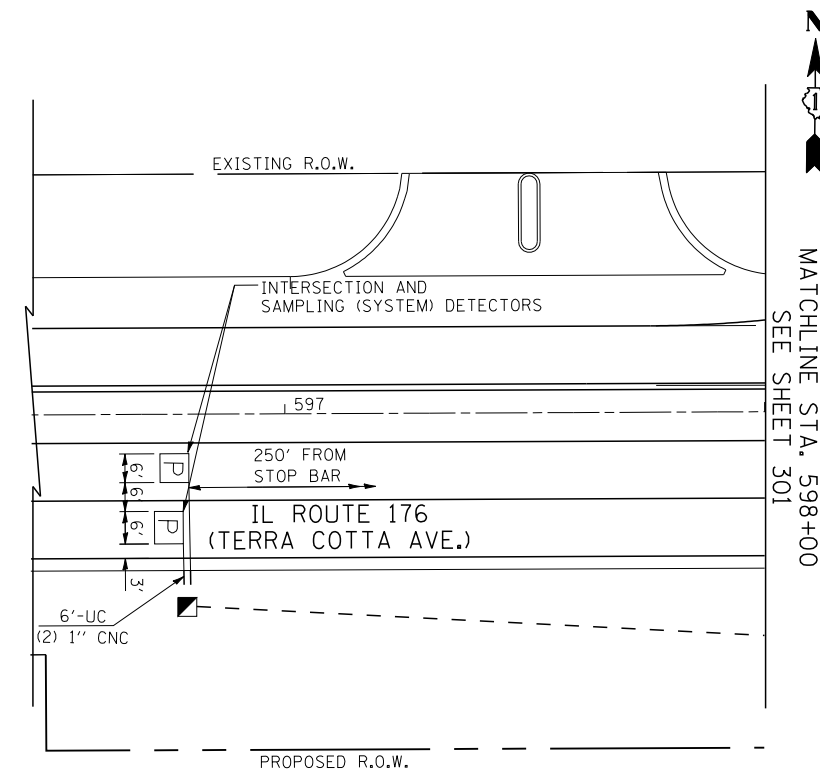 N
1
EXISTING R.O.W.
INTERSECTION AND
SAMPLING (SYSTEM) DETECTORS
MATCHLINE STA. 598+00
SEE SHEET 301
597
250' FROM
STOP BAR
P
6'
6'
P
6'
IL ROUTE 176
(TERRA COTTA AVE.)
3'
6'-UC
(2) 1" CNC
PROPOSED R.O.W.